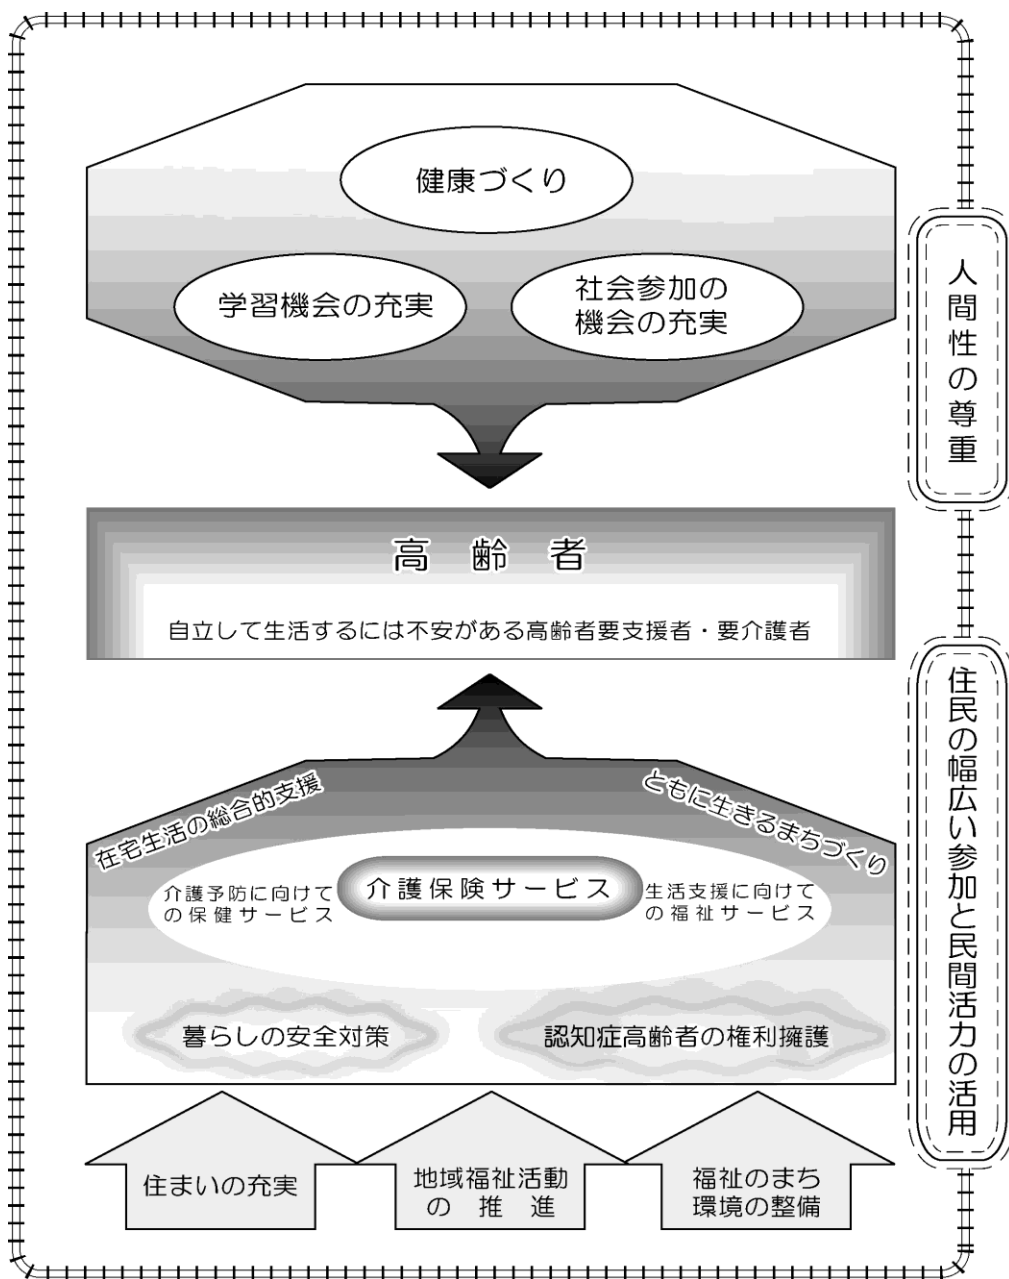 健康づくり
学習機会の充実
社会参加の
機会の充実
人間性の尊重
高齢者
自立して生活するには不安がある高齢者要支援者・要介護者
在宅生活の総合的支援
ともに生きるまちづくり
介護予防に向けて
の保健サービス
介護保険サービス
生活支援に向けて
の福祉サービス
暮らしの安全対策
認知症高齢者の権利擁護
住民の幅広い参加と民間活力の活用
住まいの充実
地域福祉活動
の推進
福祉のまち
環境の整備